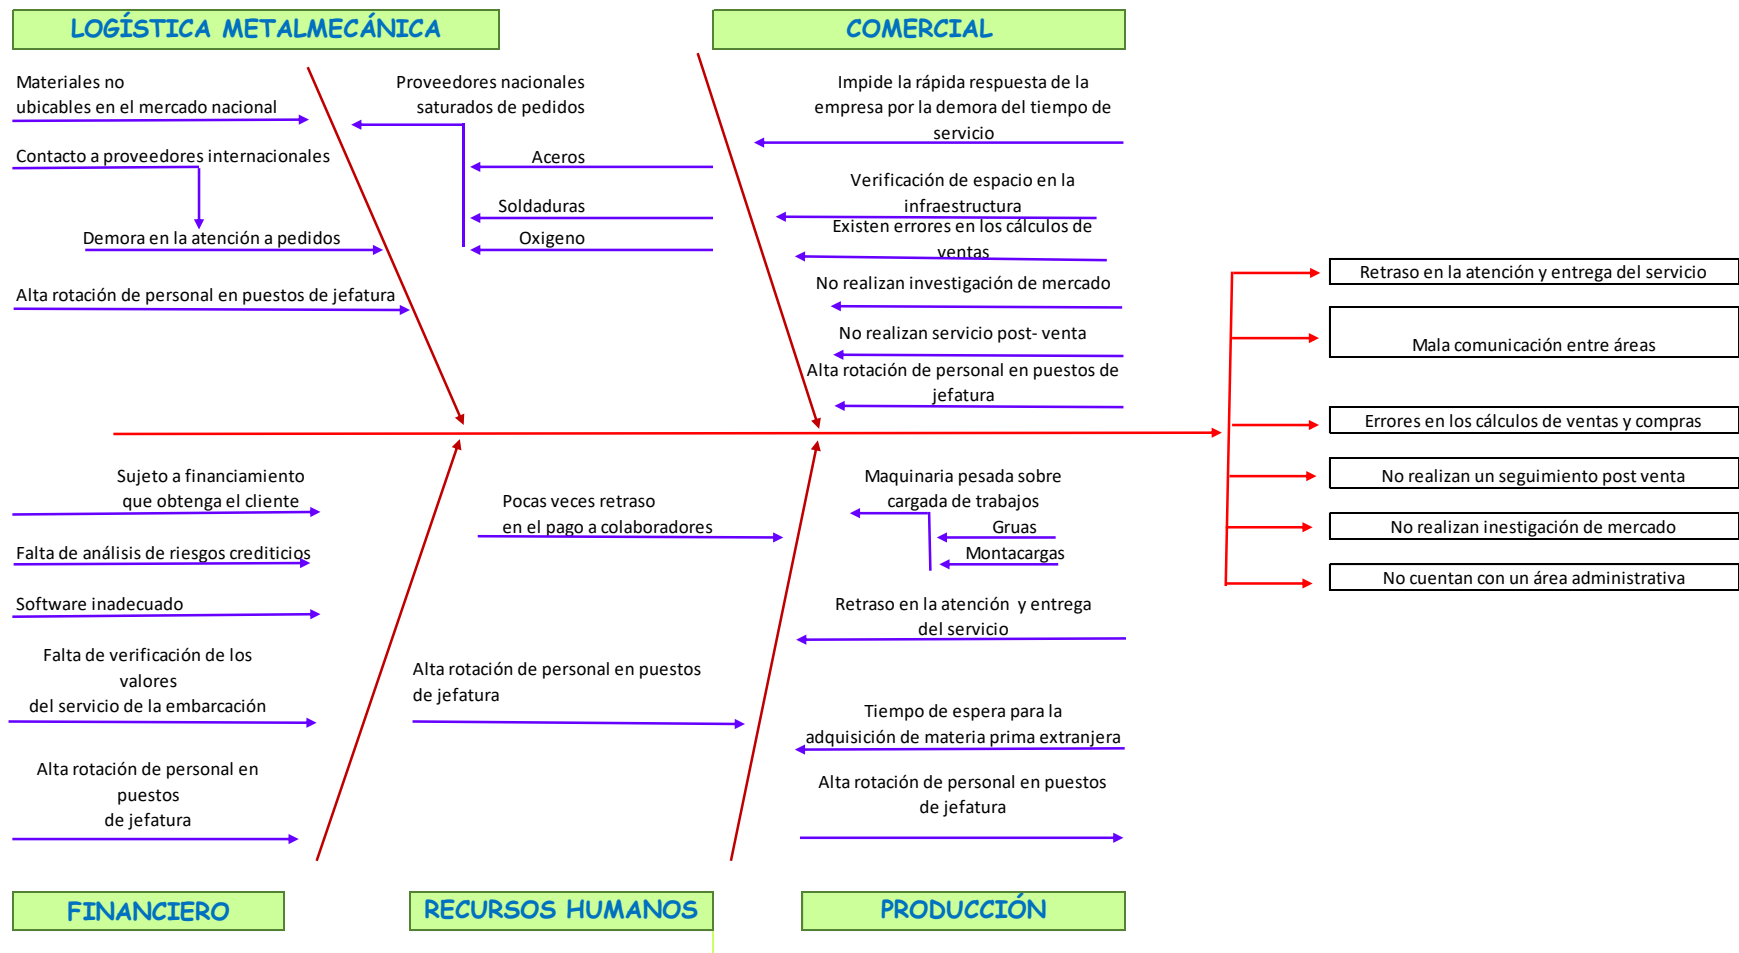 LOGÍSTICA METALMECÁNICA
Materiales no
ubicables en el mercado nacional
Contacto a proveedores internacionales
Demora en la atención a pedidos
Alta rotación de personal en puestos de jefatura
Proveedores nacionales
saturados de pedidos
Aceros
Soldaduras
Oxigeno
COMERCIAL
Impide la rápida respuesta de la
empresa por la demora del tiempo de
servicio
Verificación de espacio en la
infraestructura
Existen errores en los cálculos de
ventas
No realizan investigación de mercado
No realizan servicio post- venta
Alta rotación de personal en puestos de
jefatura
Retraso en la atención y entrega del servicio
Mala comunicación entre áreas
Errores en los cálculos de ventas y compras
No realizan un seguimiento post venta
No realizan inestigación de mercado
No cuentan con un área administrativa
Sujeto a financiamiento
que obtenga el cliente
Falta de análisis de riesgos crediticios
Software inadecuado
Falta de verificación de los
valores
del servicio de la embarcación
Alta rotación de personal en
puestos
de jefatura
FINANCIERO
Pocas veces retraso
en el pago a colaboradores
Alta rotación de personal en puestos
de jefatura
RECURSOS HUMANOS
Maquinaria pesada sobre
cargada de trabajos
Gruas
Montacargas
Retraso en la atención  y entrega
del servicio
Tiempo de espera para la
adquisición de materia prima extranjera
Alta rotación de personal en puestos
de jefatura
PRODUCCIÓN